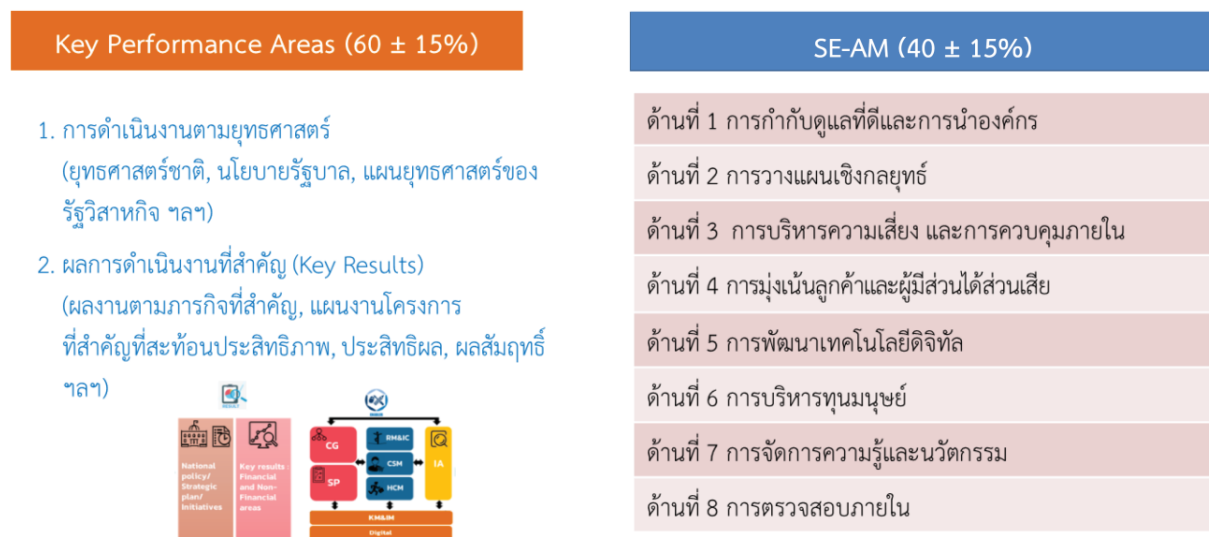 Key Performance Areas (60 ± 15%)
1. การดำเนินงานตามยุทธศาสตร์
(ยุทธศาสตร์ชาติ, นโยบายรัฐบาล, แผนยุทธศาสตร์ของ
รัฐวิสาหกิจ ฯลฯ)
2. ผลการดำเนินงานที่สำคัญ (Key Results)
(ผลงานตามภารกิจที่สำคัญ, แผนงานโครงการ
ที่สำคัญที่สะท้อนประสิทธิภาพ, ประสิทธิผล, ผลสัมฤทธิ์
ฯลฯ)
RESULT
National
policy/
Strategic
plan/
Initiatives
Key results :
Financial
and Non-
Financial
areas
CG
SP
RM&IC
CSM
HCM
IA
KM&IM
Digital
SE-AM (40 ± 15%)
ด้านที่ 1 การกำกับดูแลที่ดีและการนำองค์กร
ด้านที่ 2 การวางแผนเชิงกลยุทธ์
ด้านที่ 3 การบริหารความเสี่ยง และการควบคุมภายใน
ด้านที่ 4 การมุ่งเน้นลูกค้าและผู้มีส่วนได้ส่วนเสีย
ด้านที่ 5 การพัฒนาเทคโนโลยีดิจิทัล
ด้านที่ 6 การบริหารทุนมนุษย์
ด้านที่ 7 การจัดการความรู้และนวัตกรรม
ด้านที่ 8 การตรวจสอบภายใน